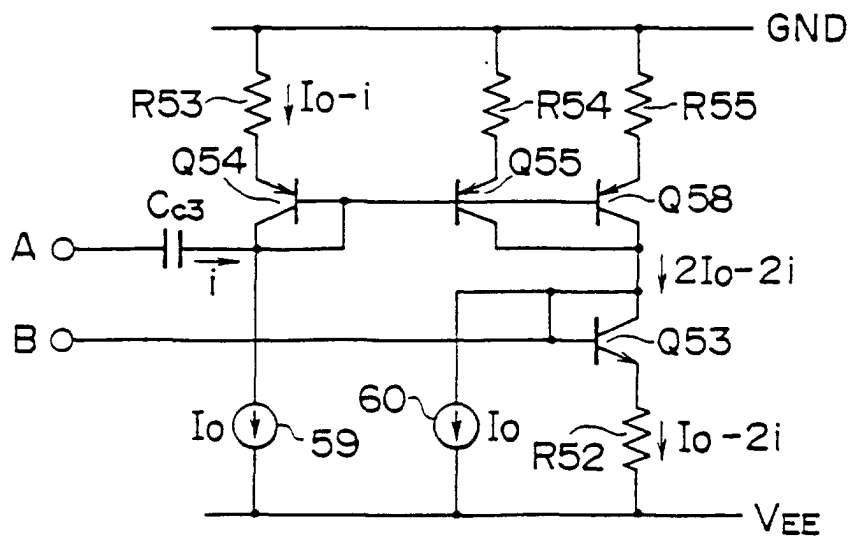 GND
R53
Io-i
R54
R55
Q54
Q55
Q58
Cc3
A
i
2Io-2i
B
Q53
60
Io
59
Io
R52
Io-2i
VEE